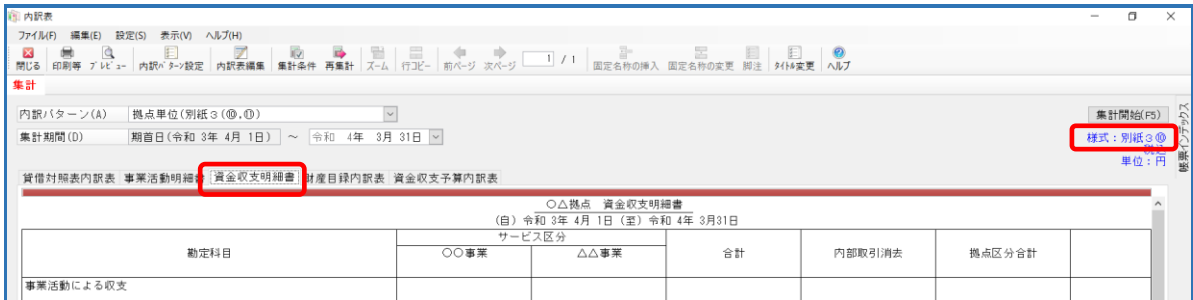 内訳表
ファイル(F) 編集(E) 設定(S) 表示(V) ヘルプ(H)
閉じる 印刷等 プレビュー 内訳パターン設定 内訳表編集 集計条件 再集計 ズーム 行コピー 前ページ 次ページ 1 / 1 固定名称の挿入 固定名称の変更 脚注 タイトル変更 ヘルプ
集計
内訳パターン(A) 拠点単位(別紙3(⑩,⑪) 集計開始(F5)
集計期間(D) 期首日(令和 3年 4月 1日) ～ 令和 4年 3月 31日 様式：別紙3⑩
税込
単位：円
帳票インデックス
貸借対照表内訳表 事業活動明細書 資金収支明細書 財産目録内訳表 資金収支予算内訳表
○△拠点 資金収支明細書
(自) 令和 3年 4月 1日 (至) 令和 4年 3月31日
勘定科目 サービス区分 合計 内部取引消去 拠点区分合計
○○事業 △△事業
事業活動による収支